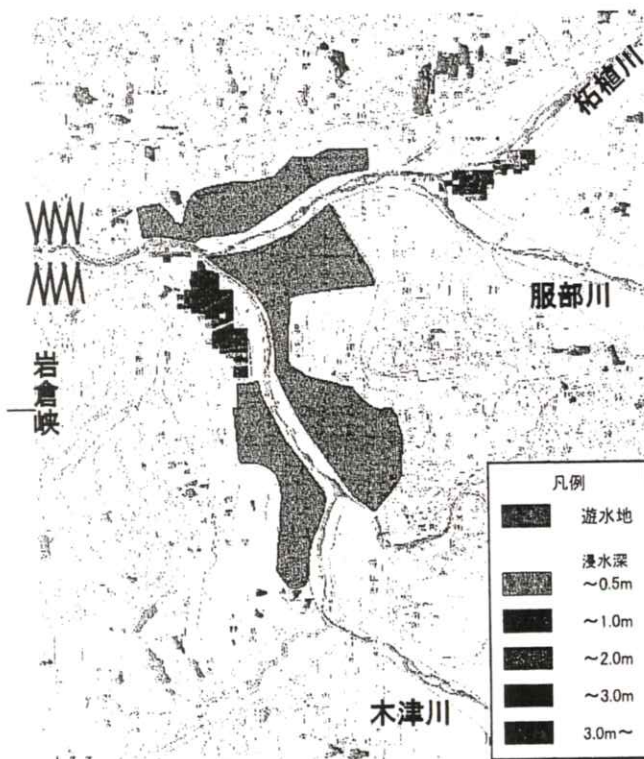 柘植川
服部川
岩倉峡
木津川
凡例
遊水地
浸水深
～0.5m
～1.0m
～2.0m
～3.0m
3.0m～